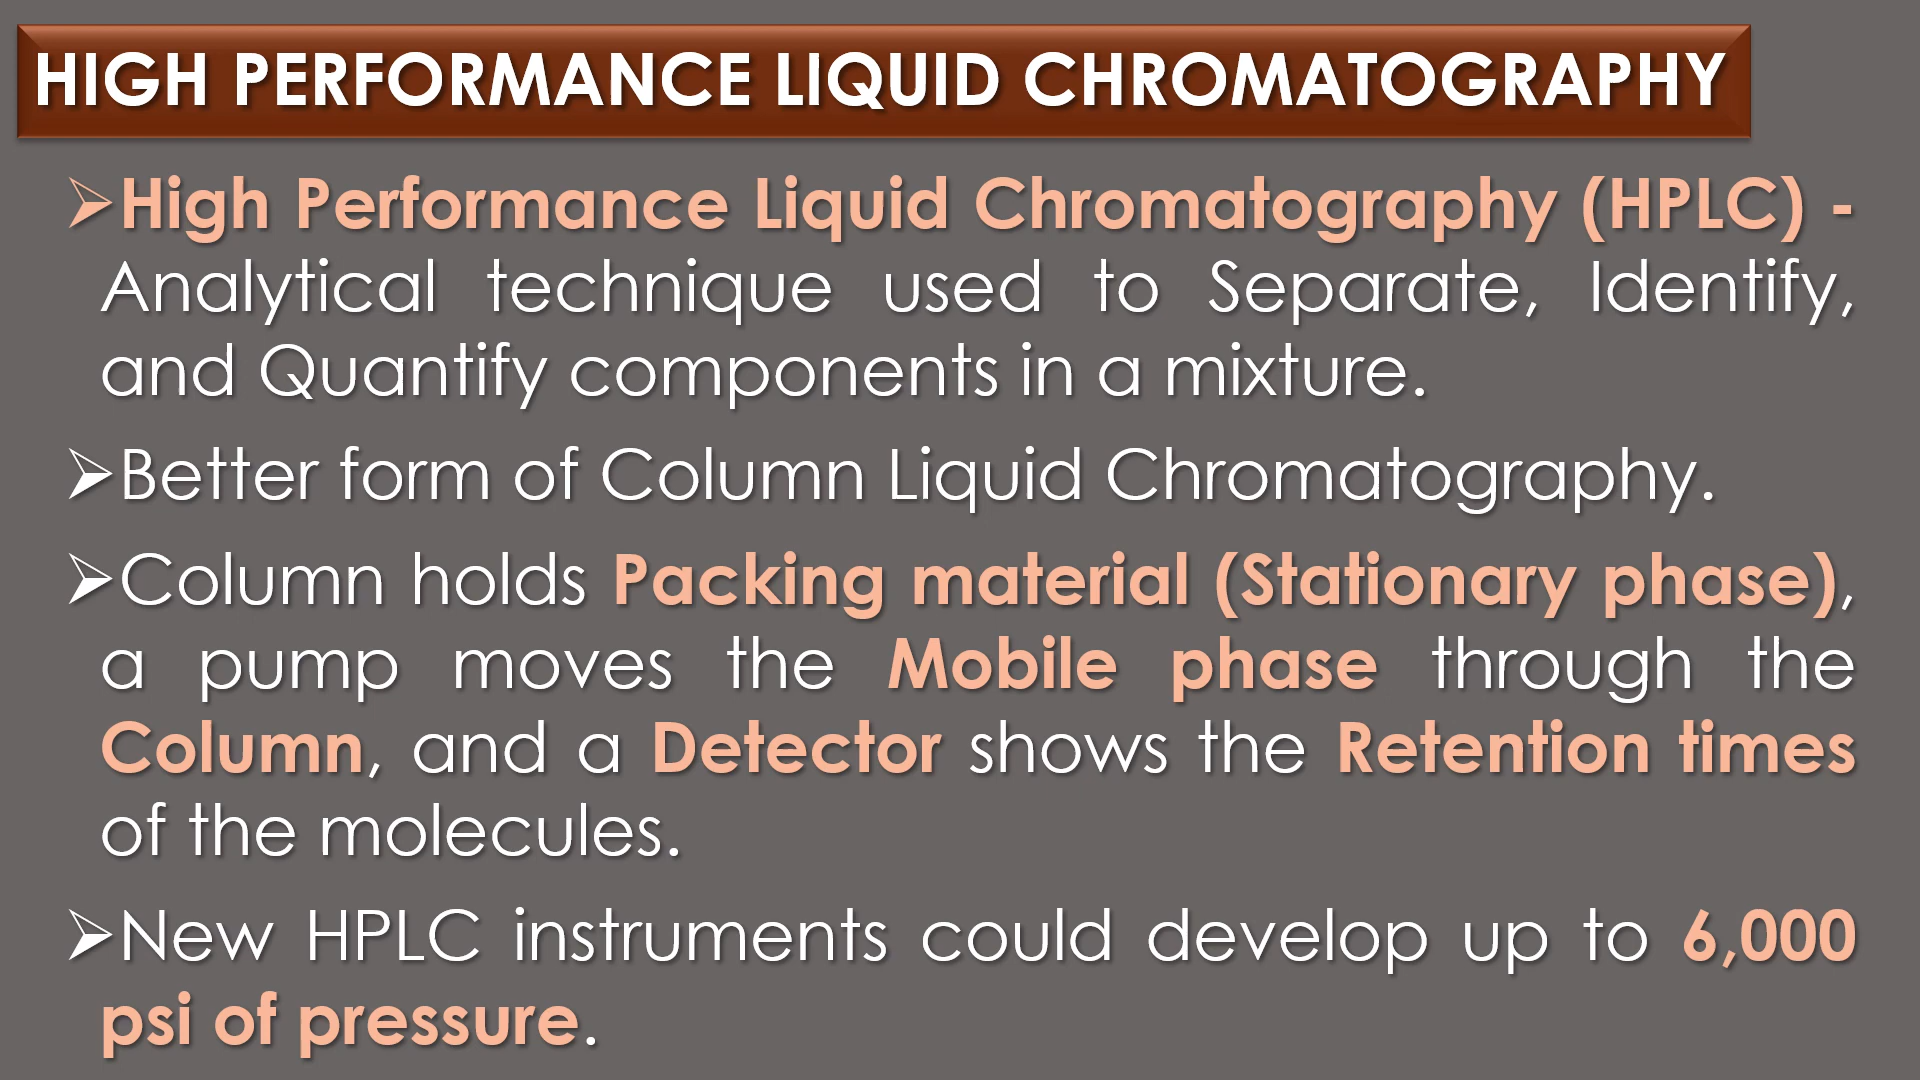 HIGH PERFORMANCE LIQUID CHROMATOGRAPHY
➢High Performance Liquid Chromatography (HPLC) -
Analytical technique used to Separate, Identify,
and Quantify components in a mixture.
➢Better form of Column Liquid Chromatography.
➢Column holds Packing material (Stationary phase),
a pump moves the Mobile phase through the
Column, and a Detector shows the Retention times
of the molecules.
➢New HPLC instruments could develop up to 6,000
psi of pressure.